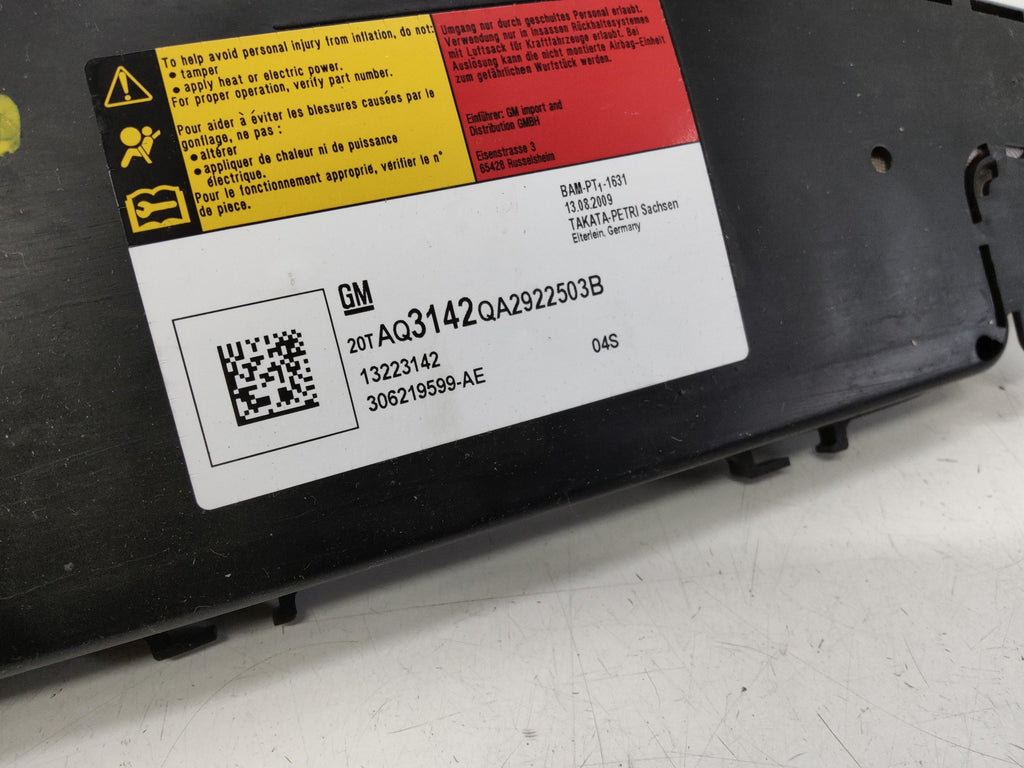 To help avoid personal injury from inflation, do not:
• tamper
• apply heat or electric power.
For proper operation, verify part number.
Pour aider à éviter les blessures causées par le
gonflage, ne pas :
• altérer
• appliquer de chaleur ni de puissance
électrique.
Pour le fonctionnement approprié, vérifier le n°
de piece.
Umgang nur durch geschultes Personal erlaubt.
Verwendung nur in Insassen Rückhaltesystemen
mit Luftsack für Kraftfahrzeuge erlaubt. Bei
Auslösung kann die nicht montierte Airbag-Einheit
zum gefährlichen Wurfstück werden.
Einführer: GM import and
Distribution GMBH
Eisenstrasse 3
65428 Russelsheim
BAM-PT1-1631
13.08.2009
TAKATA-PETRI Sachsen
Elterlein, Germany
GM
20TAQ3142QA2922503B
13223142
306219599-AE
04S